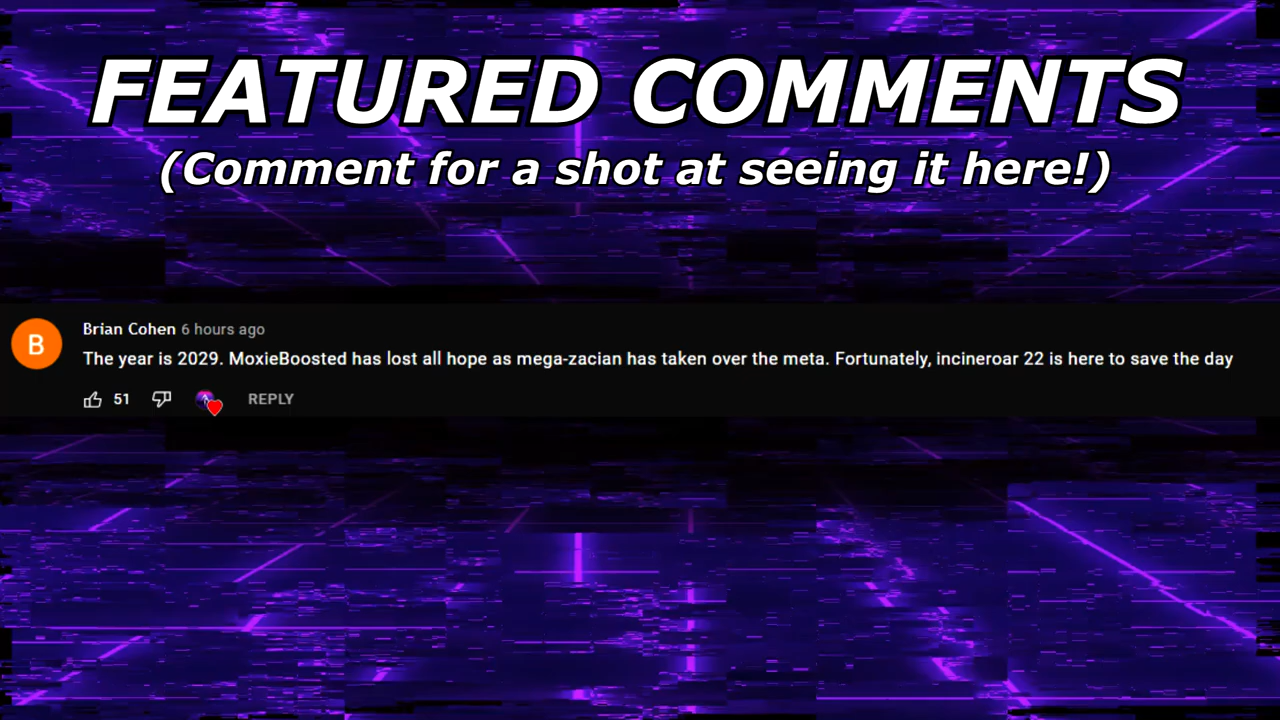 FEATURED COMMENTS
(Comment for a shot at seeing it here!)
B
Brian Cohen 6 hours ago
The year is 2029. MoxieBoosted has lost all hope as mega-zacian has taken over the meta. Fortunately, incineroar 22 is here to save the day
51 REPLY